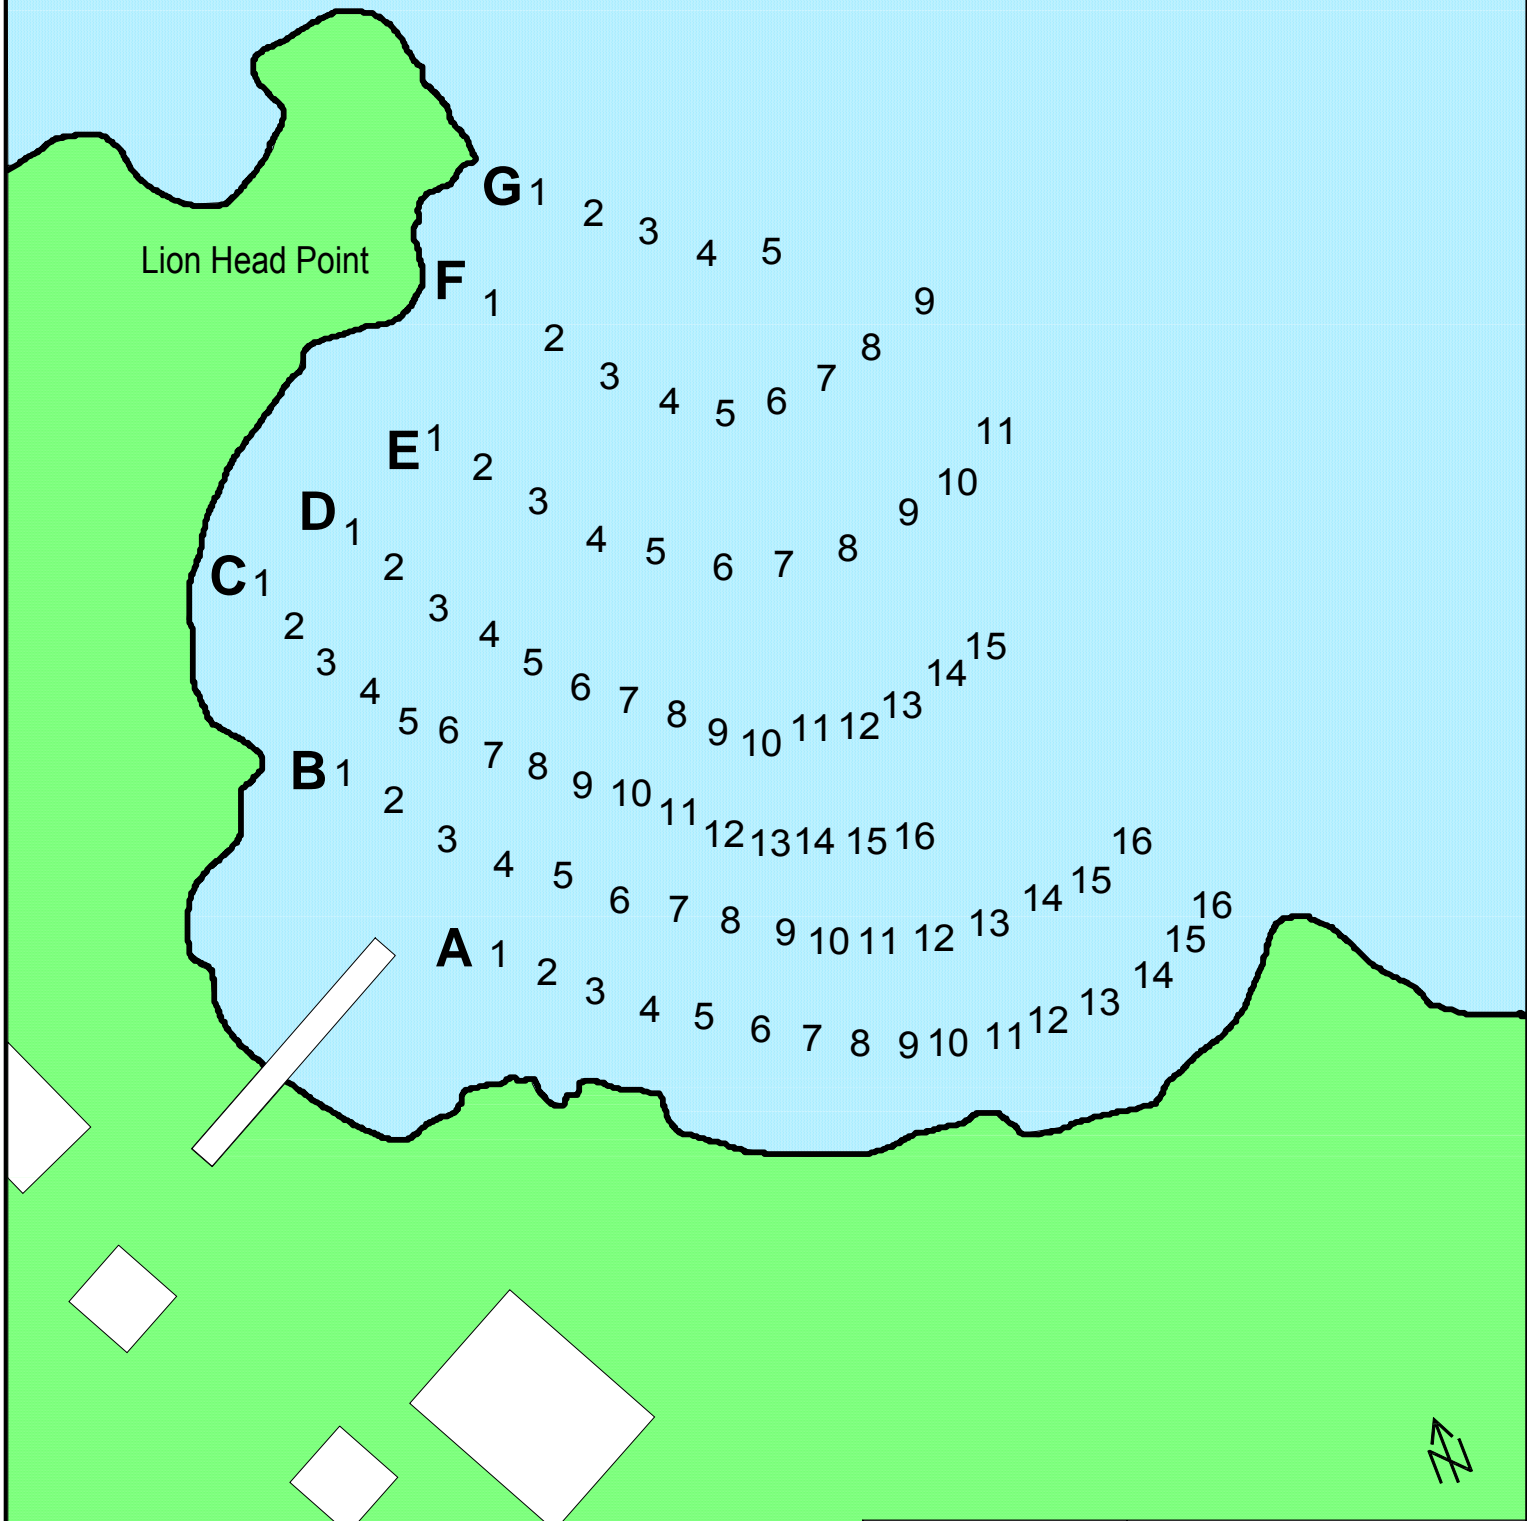 G 1 2 3 4 5
Lion Head Point
F 1 2 3 4 5 6 7 8 9
E 1 2 3 4 5 6 7 8 9 10 11
D 1 2 3 4 5 6 7 8 9 10 11 12 13 14 15
C 1 2 3 4 5 6 7 8 9 10 11 12 13 14 15 16
B 1 2 3 4 5 6 7 8 9 10 11 12 13 14 15 16
A 1 2 3 4 5 6 7 8 9 10 11 12 13 14 15 16
N